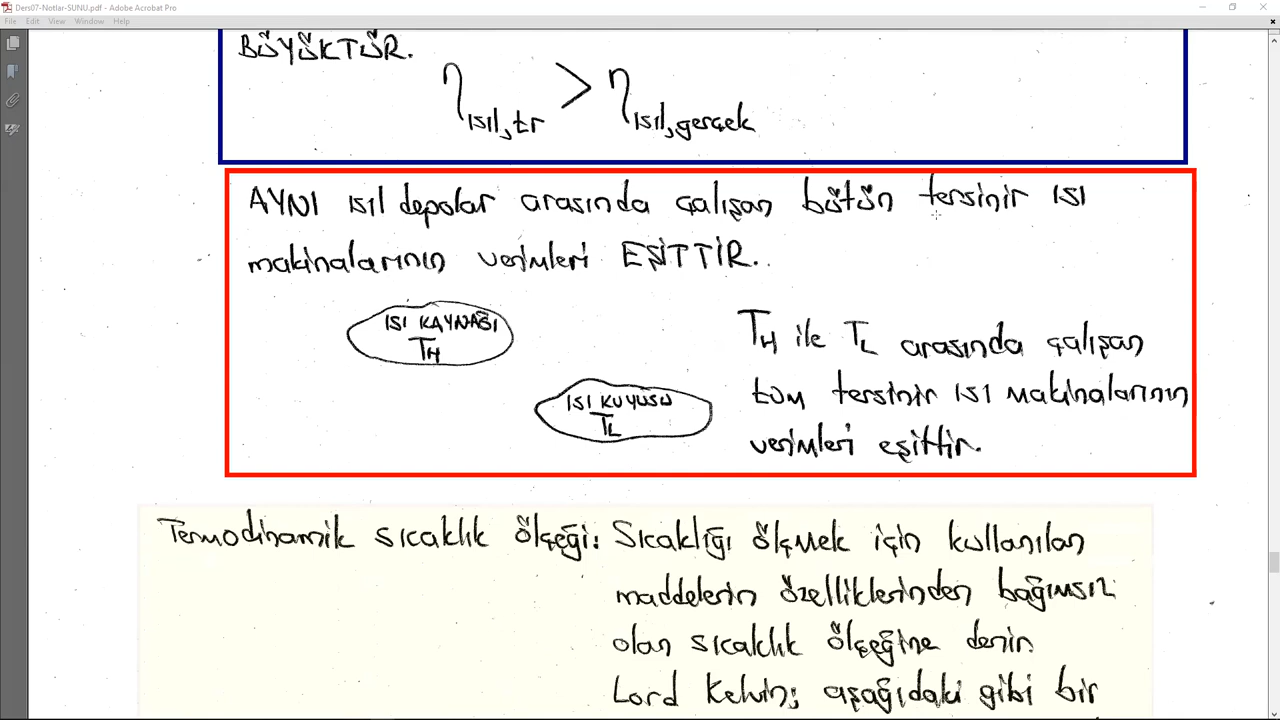 Ders07-Notlar-SUNU.pdf - Adobe Acrobat Pro
File Edit View Window Help
BÜYÜKTÜR.
η ısıl,tr > η ısıl,gerçek
AYNI ısıl depolar arasında çalışan bütün tersinir ısı
makinalarının verimleri EŞİTTİR.
ISI KAYNAĞI
TH
ISI KUYUSU
TL
TH ile TL arasında çalışan
tüm tersinir ısı makinalarının
verimleri eşittir.
Termodinamik sıcaklık ölçeği: Sıcaklığı ölçmek için kullanılan
maddelerin özelliklerinden bağımsız
olan sıcaklık ölçeğine denir.
Lord Kelvin; aşağıdaki gibi bir